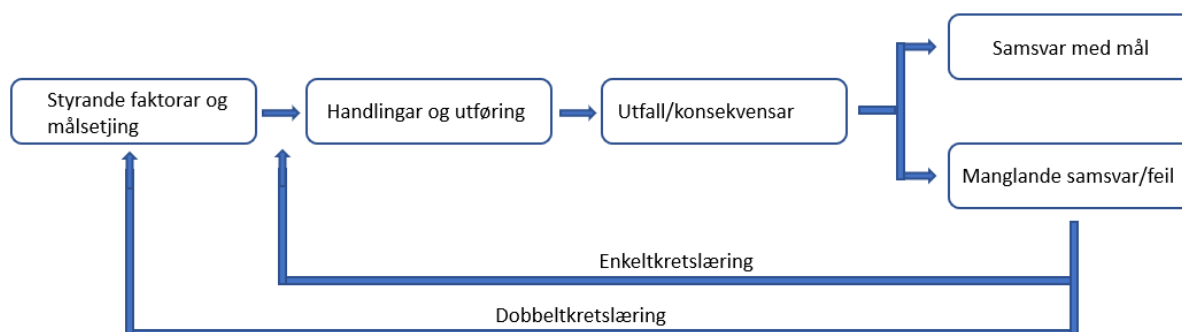 Samsvar med mål
Styrande faktorar og
målsetjing
Handlingar og utføring
Utfall/konsekvensar
Manglande samsvar/feil
Enkeltkretslæring
Dobbeltkretslæring